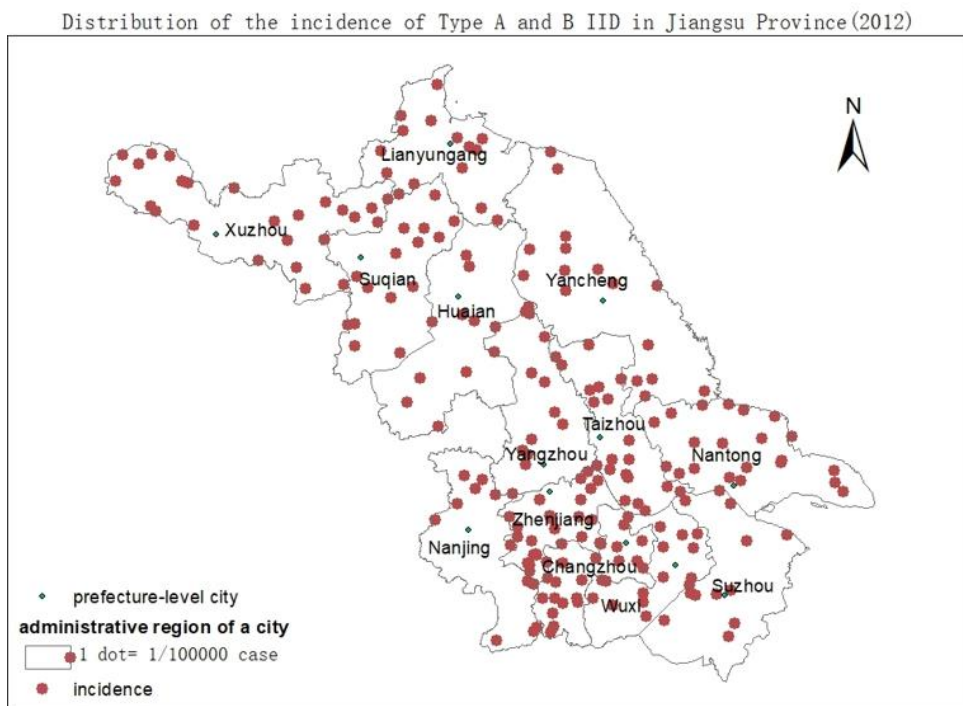 Distribution of the incidence of Type A and B IID in Jiangsu Province(2012)
N
Lianyungang
Xuzhou
Suqian
Yancheng
Huaian
Taizhou
Yangzhou
Nantong
Zhenjiang
Nanjing
Changzhou
Suzhou
Wuxi
prefecture-level city
administrative region of a city
1 dot= 1/100000 case
incidence